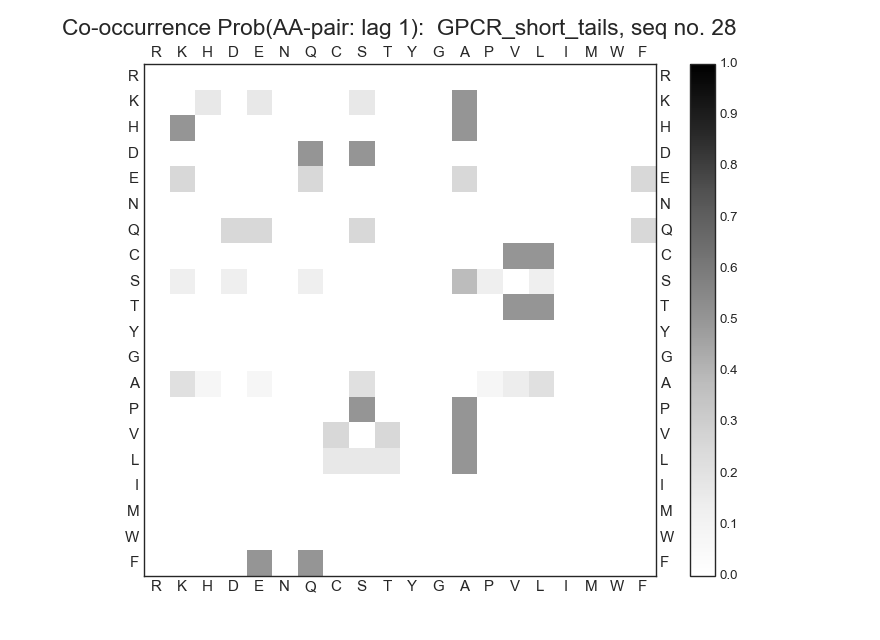 Co-occurrence Prob(AA-pair: lag 1):  GPCR_short_tails, seq no. 28
R K H D E N Q C S T Y G A P V L I M W F
1.0
R R
K K
0.9
H H
D D
0.8
E E
0.7
N N
Q Q
0.6
C C
S S
T T
0.5
Y Y
G G
0.4
A A
P P
0.3
V V
L L
0.2
I I
M M
0.1
W W
F F
0.0
R K H D E N Q C S T Y G A P V L I M W F